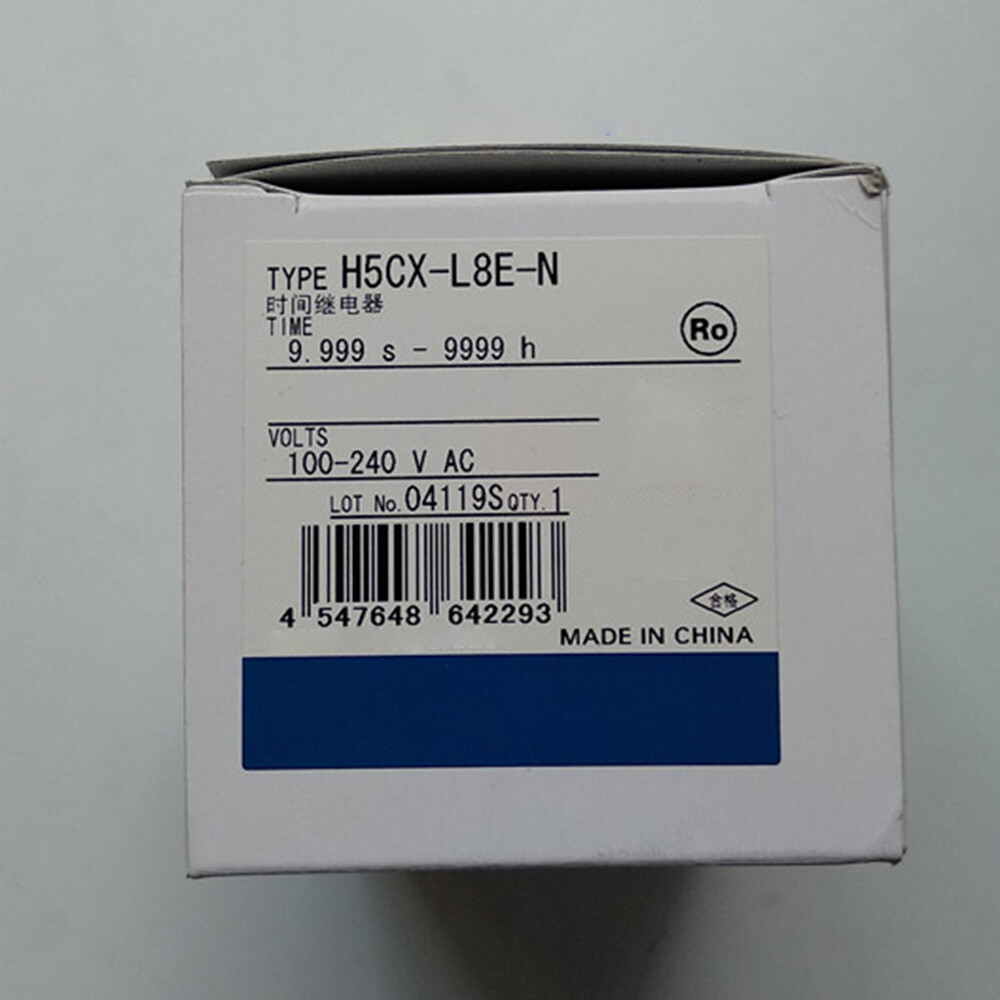 TYPE H5CX-L8E-N
时间继电器
TIME
9.999 s - 9999 h
Ro
VOLTS
100-240 V AC
LOT No. 04119S QTY. 1
4 547648 642293
合格
MADE IN CHINA